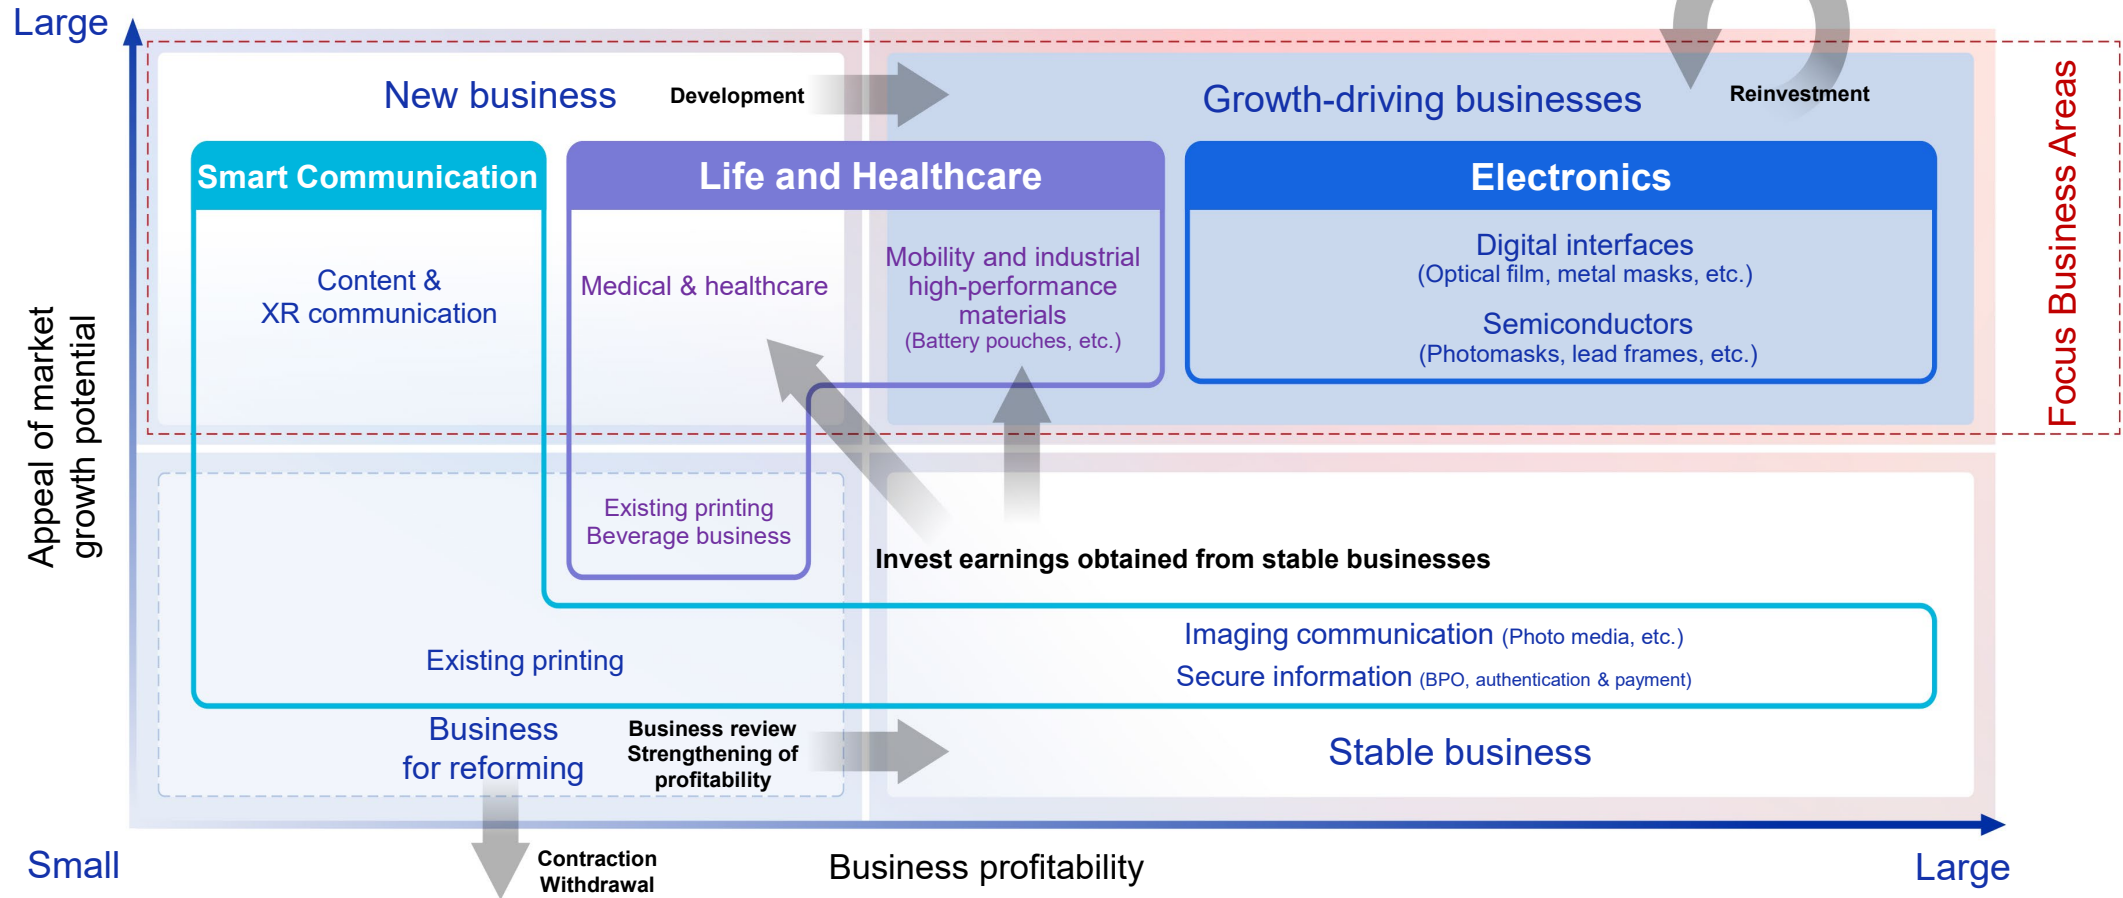 Large
New business
Development
Growth-driving businesses
Reinvestment
Focus Business Areas
Smart Communication
Life and Healthcare
Electronics
Content &
XR communication
Medical & healthcare
Mobility and industrial
high-performance
materials
(Battery pouches, etc.)
Digital interfaces
(Optical film, metal masks, etc.)
Semiconductors
(Photomasks, lead frames, etc.)
Appeal of market
growth potential
Existing printing
Beverage business
Invest earnings obtained from stable businesses
Existing printing
Imaging communication (Photo media, etc.)
Secure information (BPO, authentication & payment)
Business
for reforming
Business review
Strengthening of
profitability
Stable business
Small
Contraction
Withdrawal
Business profitability
Large